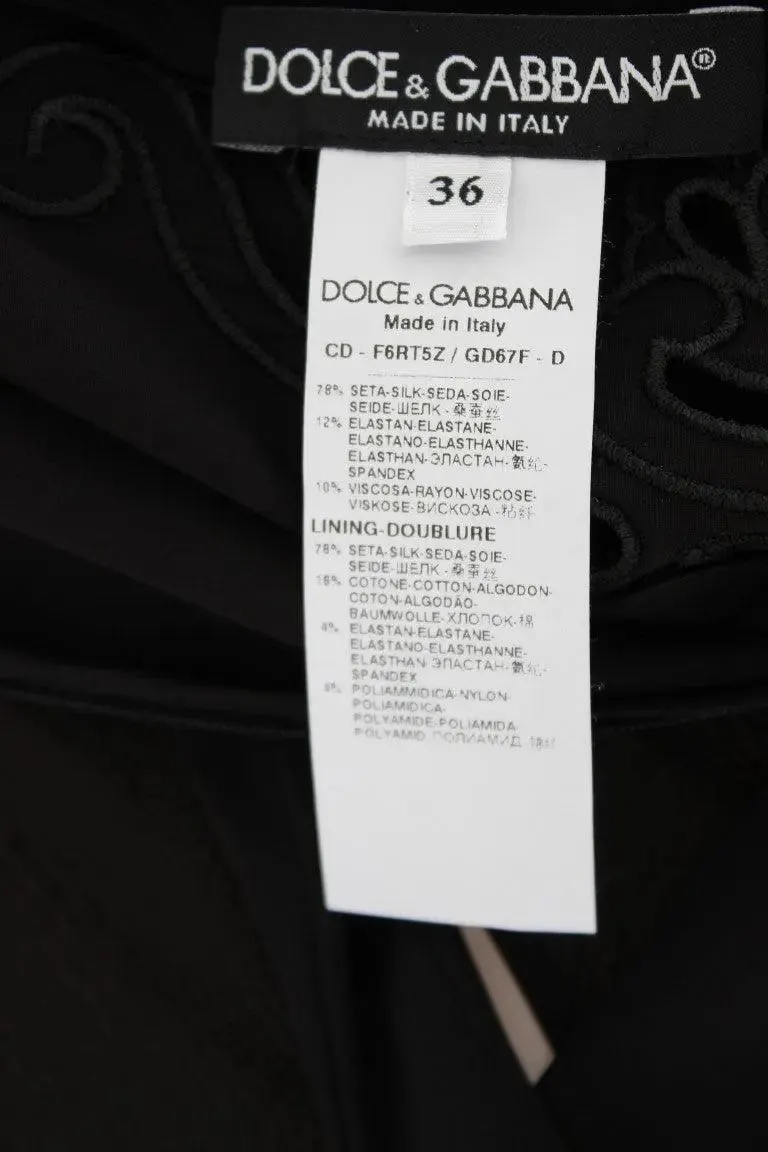 DOLCE & GABBANA®
MADE IN ITALY
36
DOLCE & GABBANA
Made in Italy
CD - F6RT5Z / GD67F - D
78% SETA-SILK-SEDA-SOIE-
SEIDE-ШЕЛК-桑蚕丝
12% ELASTAN-ELASTANE-
ELASTANO-ELASTHANNE-
ELASTHAN-ЭЛАСТАН-氨纶-
SPANDEX
10% VISCOSA-RAYON-VISCOSE-
VISKOSE-ВИСКОЗА-粘纤
LINING-DOUBLURE
78% SETA-SILK-SEDA-SOIE-
SEIDE-ШЕЛК-桑蚕丝
COTONE-COTTON-ALGODON-
COTON-ALGODÃO-
BAUMWOLLE-ХЛОПОК-棉
ELASTAN-ELASTANE-
ELASTANO-ELASTHANNE-
ELASTHAN-ЭЛАСТАН-氨纶-
SPANDEX
POLIAMMIDICA-NYLON-
POLIAMIDICA-
POLYAMIDE-POLIAMIDA-
POLYAMID-ПОЛИАМИД-锦纶